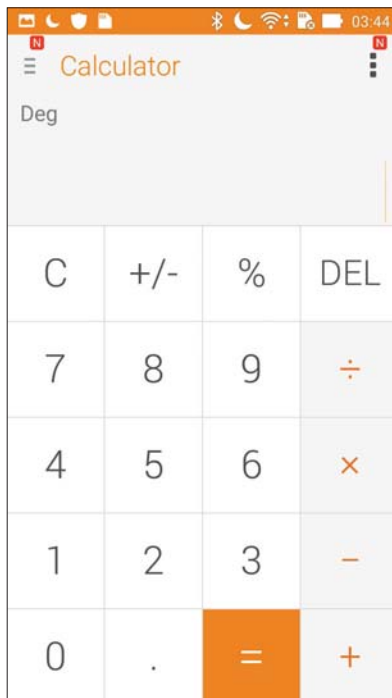 03:44
N N
Calculator
Deg
C +/- % DEL
7 8 9 ÷
4 5 6 ×
1 2 3 −
0 . = +